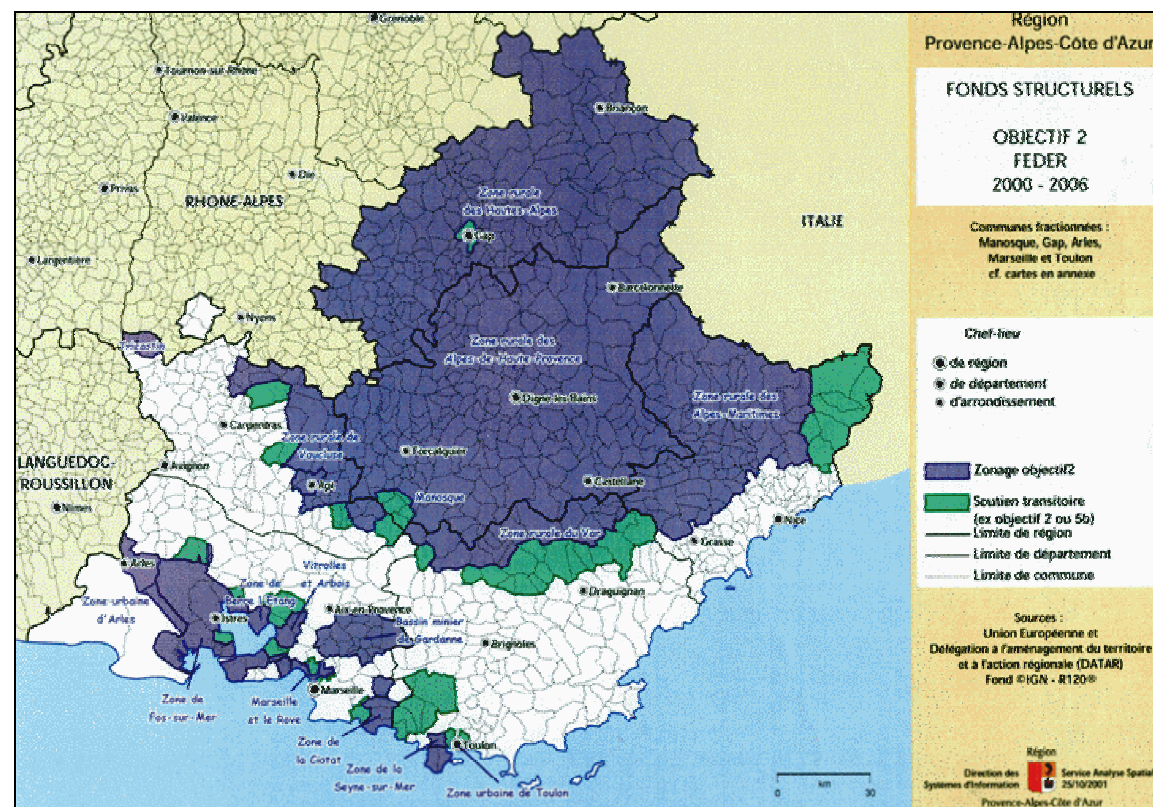 Région
Provence-Alpes-Côte d'Azur
FONDS STRUCTURELS
OBJECTIF 2
FEDER
2000 - 2006
Communes fractionnées :
Manosque, Gap, Arles,
Marseille et Toulon
cf. cartes en annexe
Chef-lieu
de région
de département
d'arrondissement
Zonage objectif2
Soutien transitoire
(ex objectif 2 ou 5b)
Limite de région
Limite de département
Limite de commune
Sources :
Union Européenne et
Délégation a l'aménagement du territoire
et à l'action régionale (DATAR)
Fond ©IGN - R120®
Région
Direction des
Systèmes d'Information
Service Analyse Spatial
25/10/2001
Provence-Alpes-Côte d'Azur
Grenoble
Tournon-sur-Rhône
Valence
Briançon
Die
Privas
RHONE-ALPES
Zone rurale
des Hautes-Alpes
Gap
ITALIE
Largentière
Barcelonnette
Nyons
Tricastin
Zone rurale des
Alpes-de-Haute-Provence
Digne-les-Bains
Zone rurale des
Alpes-Maritimes
Carpentras
Zone rurale de
Vaucluse
Forcalquier
LANGUEDOC-
ROUSSILLON
Avignon
Apt
Manosque
Castellane
Nîmes
Zone rurale du Var
Nice
Grasse
Arles
Vitrolles
et Arbois
Zone de
Berre l'Etang
Draguignan
Zone urbaine
d'Arles
Istres
Aix-en-Provence
Bassin minier
de Gardanne
Brignoles
Marseille
Zone de
Fos-sur-Mer
Marseille
et le Rove
Zone de
la Ciotat
Toulon
Zone de la
Seyne-sur-Mer
Zone urbaine de Toulon
km
0
30